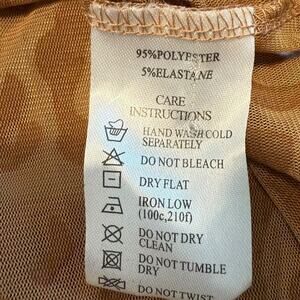 95%POLYESTER
5%ELASTANE
CARE
INSTRUCTIONS
HAND WASH COLD
SEPARATELY
DO NOT BLEACH
DRY FLAT
IRON LOW
(100c,210f)
DO NOT DRY
CLEAN
DO NOT TUMBLE
DRY
DO NOT TWIST